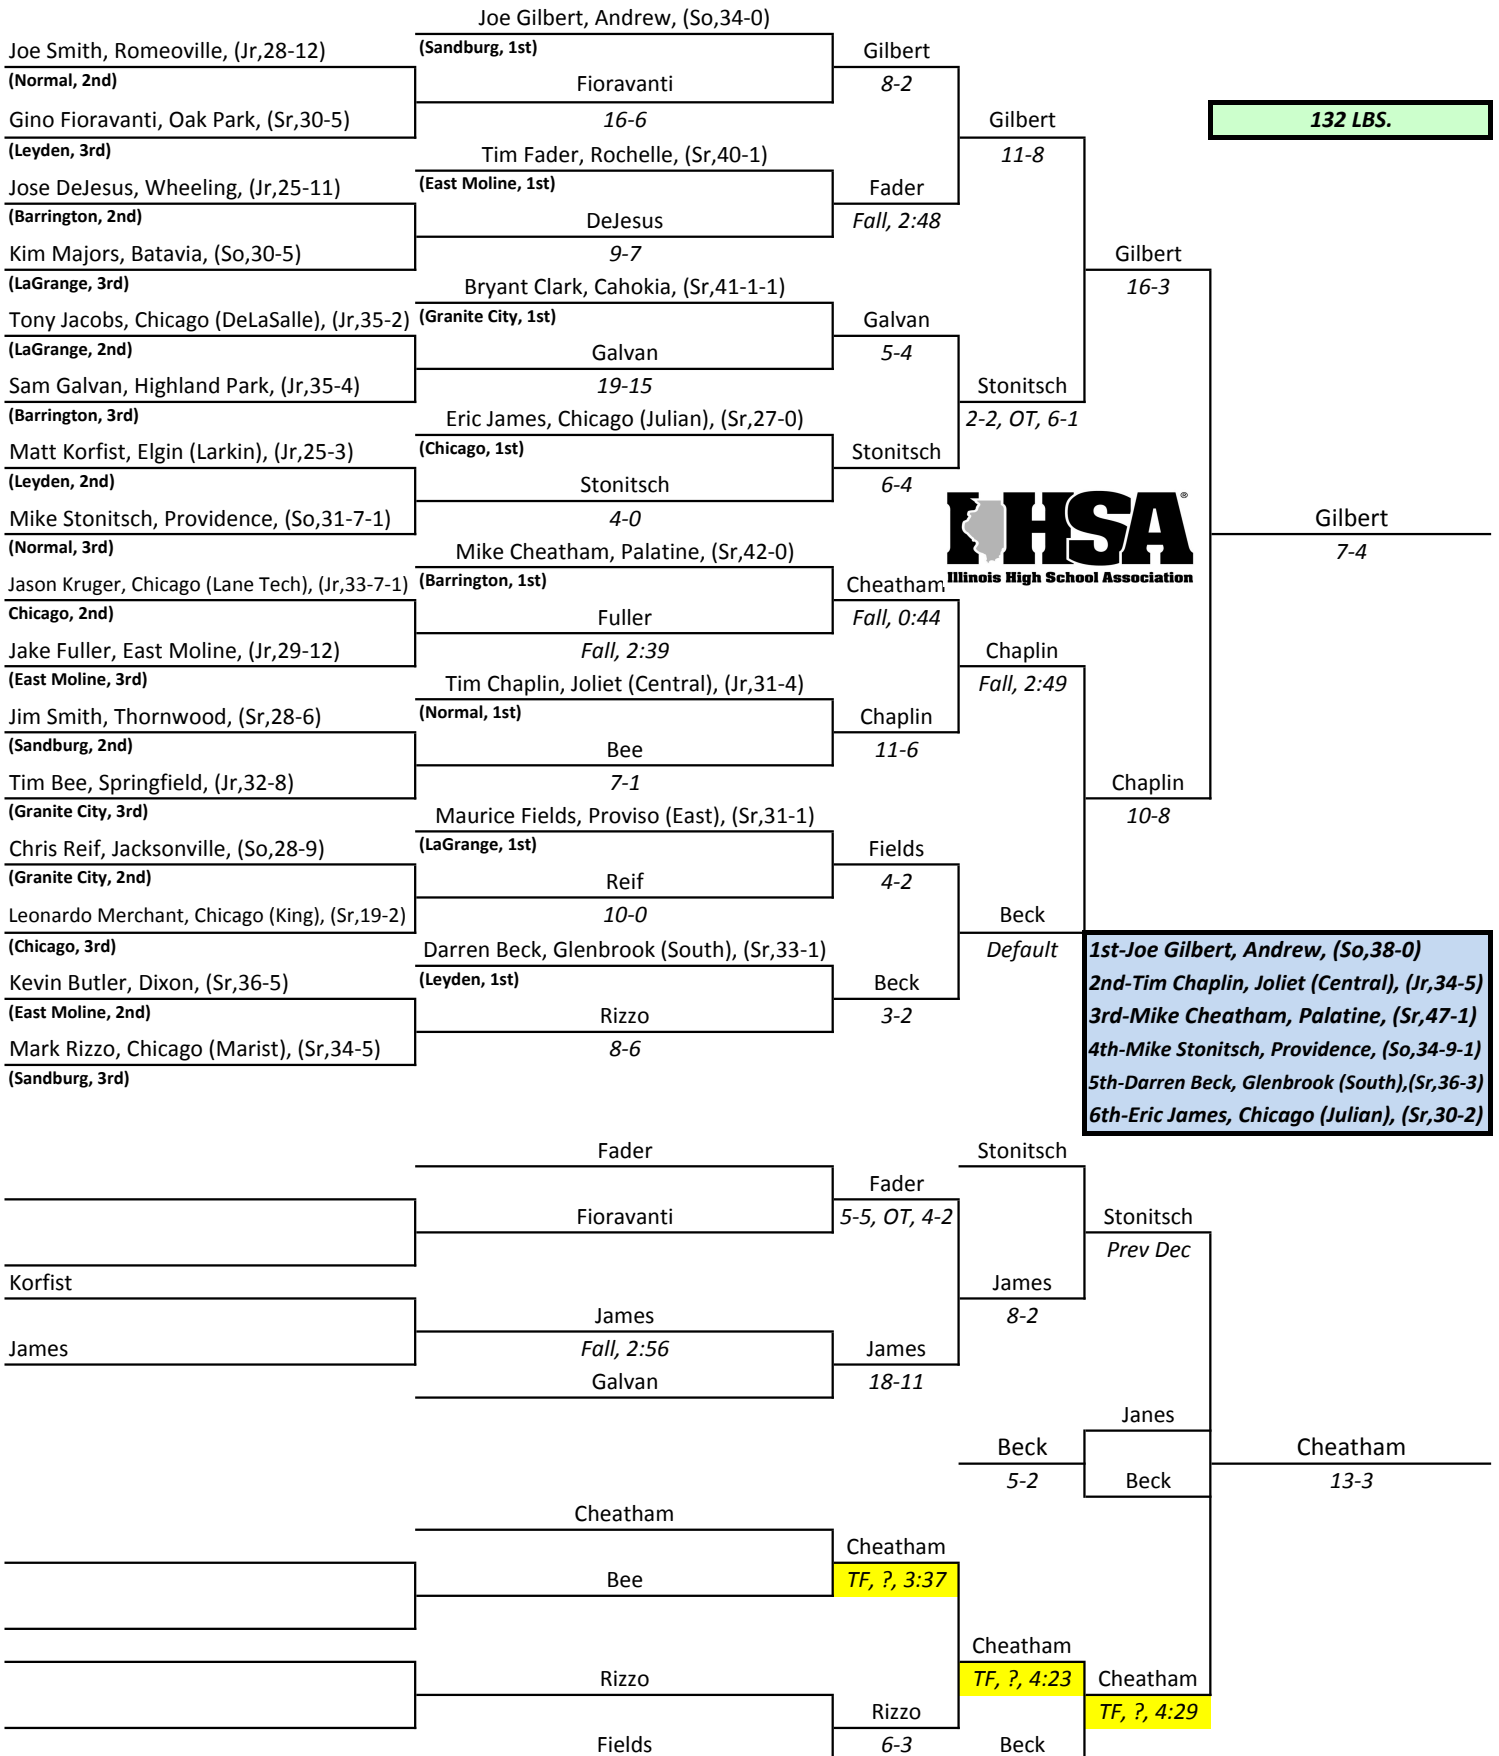 Joe Gilbert, Andrew, (So,34-0)
Joe Smith, Romeoville, (Jr,28-12)
(Sandburg, 1st)
Gilbert
(Normal, 2nd)
Fioravanti
8-2
Gino Fioravanti, Oak Park, (Sr,30-5)
16-6
Gilbert
132 LBS.
(Leyden, 3rd)
Tim Fader, Rochelle, (Sr,40-1)
11-8
Jose DeJesus, Wheeling, (Jr,25-11)
(East Moline, 1st)
Fader
(Barrington, 2nd)
DeJesus
Fall, 2:48
Kim Majors, Batavia, (So,30-5)
9-7
Gilbert
(LaGrange, 3rd)
Bryant Clark, Cahokia, (Sr,41-1-1)
16-3
Tony Jacobs, Chicago (DeLaSalle), (Jr,35-2)
(Granite City, 1st)
Galvan
(LaGrange, 2nd)
Galvan
5-4
Sam Galvan, Highland Park, (Jr,35-4)
19-15
Stonitsch
(Barrington, 3rd)
Eric James, Chicago (Julian), (Sr,27-0)
2-2, OT, 6-1
Matt Korfist, Elgin (Larkin), (Jr,25-3)
(Chicago, 1st)
Stonitsch
(Leyden, 2nd)
Stonitsch
6-4
IHSA
®
Mike Stonitsch, Providence, (So,31-7-1)
4-0
Gilbert
(Normal, 3rd)
Mike Cheatham, Palatine, (Sr,42-0)
7-4
Illinois High School Association
Jason Kruger, Chicago (Lane Tech), (Jr,33-7-1)
(Barrington, 1st)
Cheatham
Chicago, 2nd)
Fuller
Fall, 0:44
Jake Fuller, East Moline, (Jr,29-12)
Fall, 2:39
Chaplin
(East Moline, 3rd)
Tim Chaplin, Joliet (Central), (Jr,31-4)
Fall, 2:49
Jim Smith, Thornwood, (Sr,28-6)
(Normal, 1st)
Chaplin
(Sandburg, 2nd)
Bee
11-6
Tim Bee, Springfield, (Jr,32-8)
7-1
Chaplin
(Granite City, 3rd)
Maurice Fields, Proviso (East), (Sr,31-1)
10-8
Chris Reif, Jacksonville, (So,28-9)
(LaGrange, 1st)
Fields
(Granite City, 2nd)
Reif
4-2
Leonardo Merchant, Chicago (King), (Sr,19-2)
10-0
Beck
(Chicago, 3rd)
Darren Beck, Glenbrook (South), (Sr,33-1)
Default
1st-Joe Gilbert, Andrew, (So,38-0)
Kevin Butler, Dixon, (Sr,36-5)
(Leyden, 1st)
Beck
2nd-Tim Chaplin, Joliet (Central), (Jr,34-5)
(East Moline, 2nd)
Rizzo
3-2
3rd-Mike Cheatham, Palatine, (Sr,47-1)
Mark Rizzo, Chicago (Marist), (Sr,34-5)
8-6
4th-Mike Stonitsch, Providence, (So,34-9-1)
(Sandburg, 3rd)
5th-Darren Beck, Glenbrook (South),(Sr,36-3)
6th-Eric James, Chicago (Julian), (Sr,30-2)
Fader
Stonitsch
Fader
Fioravanti
5-5, OT, 4-2
Stonitsch
Prev Dec
Korfist
James
James
8-2
James
Fall, 2:56
James
Galvan
18-11
Janes
Beck
Cheatham
5-2
Beck
13-3
Cheatham
Cheatham
Bee
TF, ?, 3:37
Cheatham
Rizzo
TF, ?, 4:23
Cheatham
Rizzo
TF, ?, 4:29
Fields
6-3
Beck